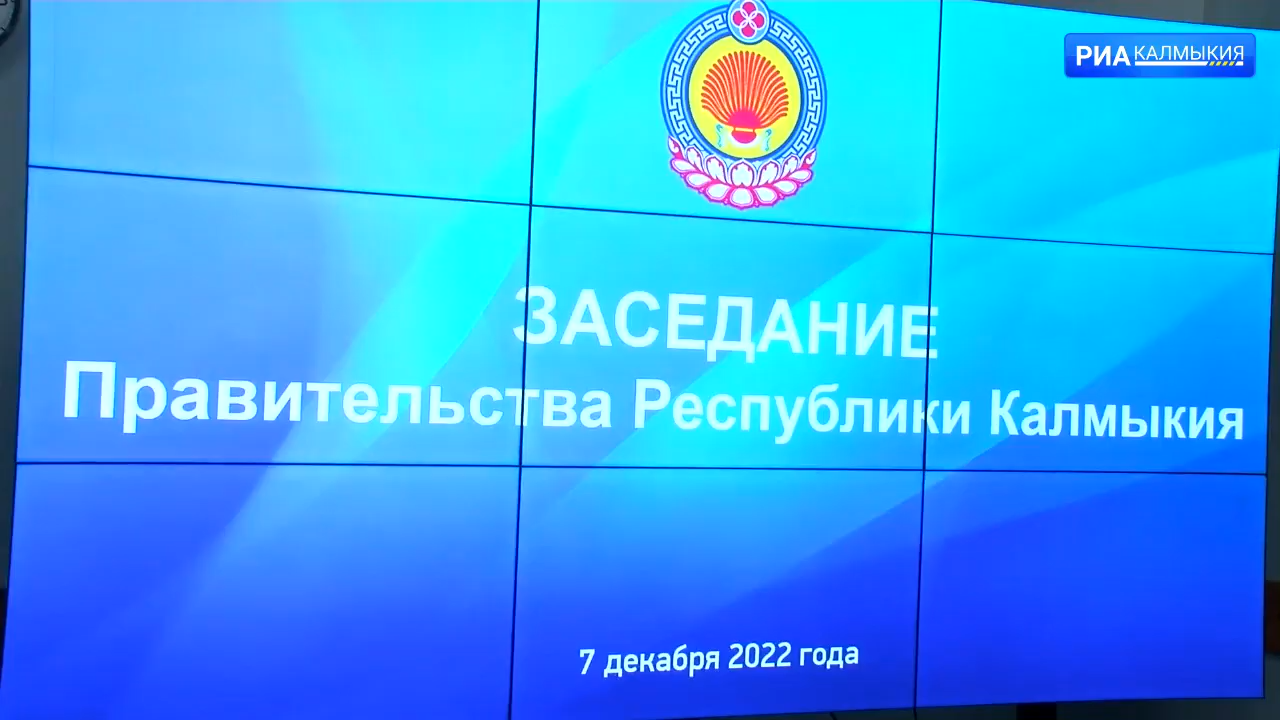 РИА КАЛМЫКИЯ
ЗАСЕДАНИЕ
Правительства Республики Калмыкия
7 декабря 2022 года